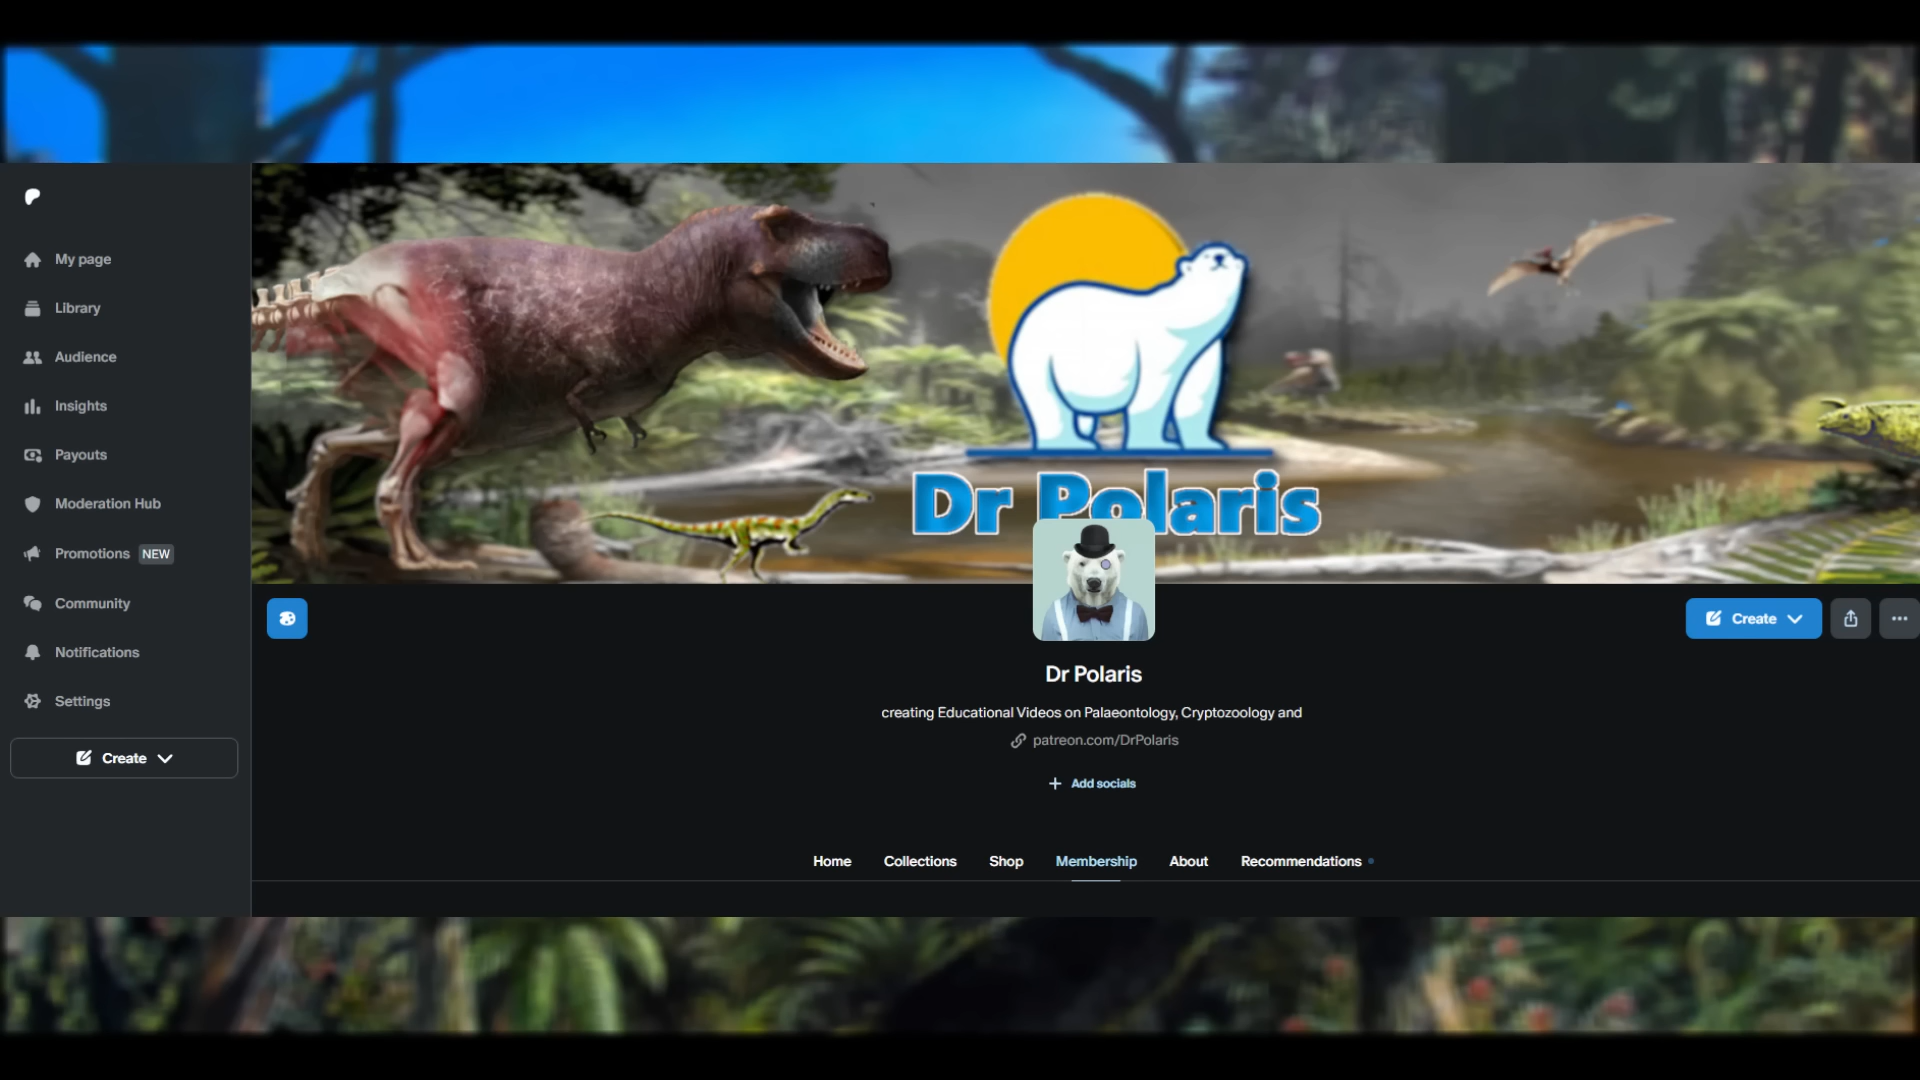 My page
Library
Audience
Insights
Payouts
Moderation Hub
Promotions NEW
Community
Notifications
Settings
Create
Dr Polaris
Create
Dr Polaris
creating Educational Videos on Palaeontology, Cryptozoology and
patreon.com/DrPolaris
Add socials
Home Collections Shop Membership About Recommendations